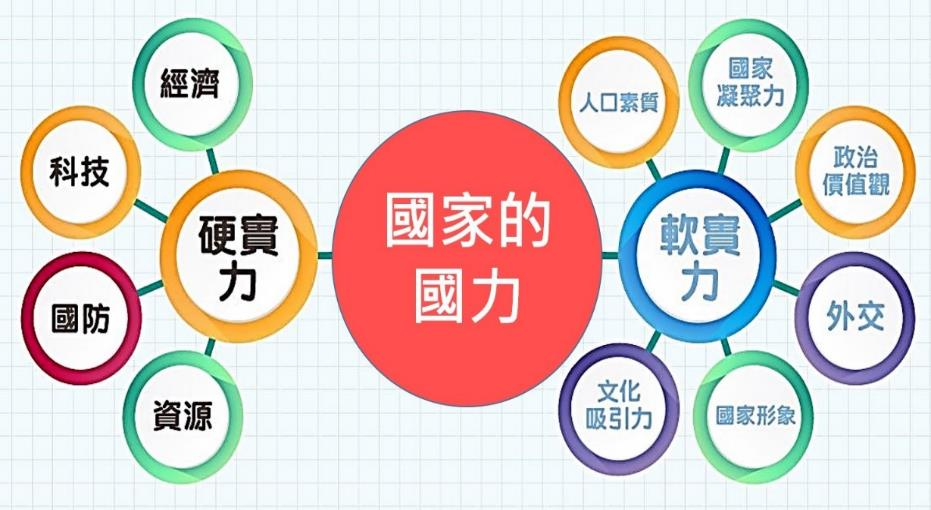 國家的
國力
硬實
力
經濟
科技
國防
資源
軟實
力
人口素質
國家
凝聚力
政治
價值觀
外交
國家形象
文化
吸引力